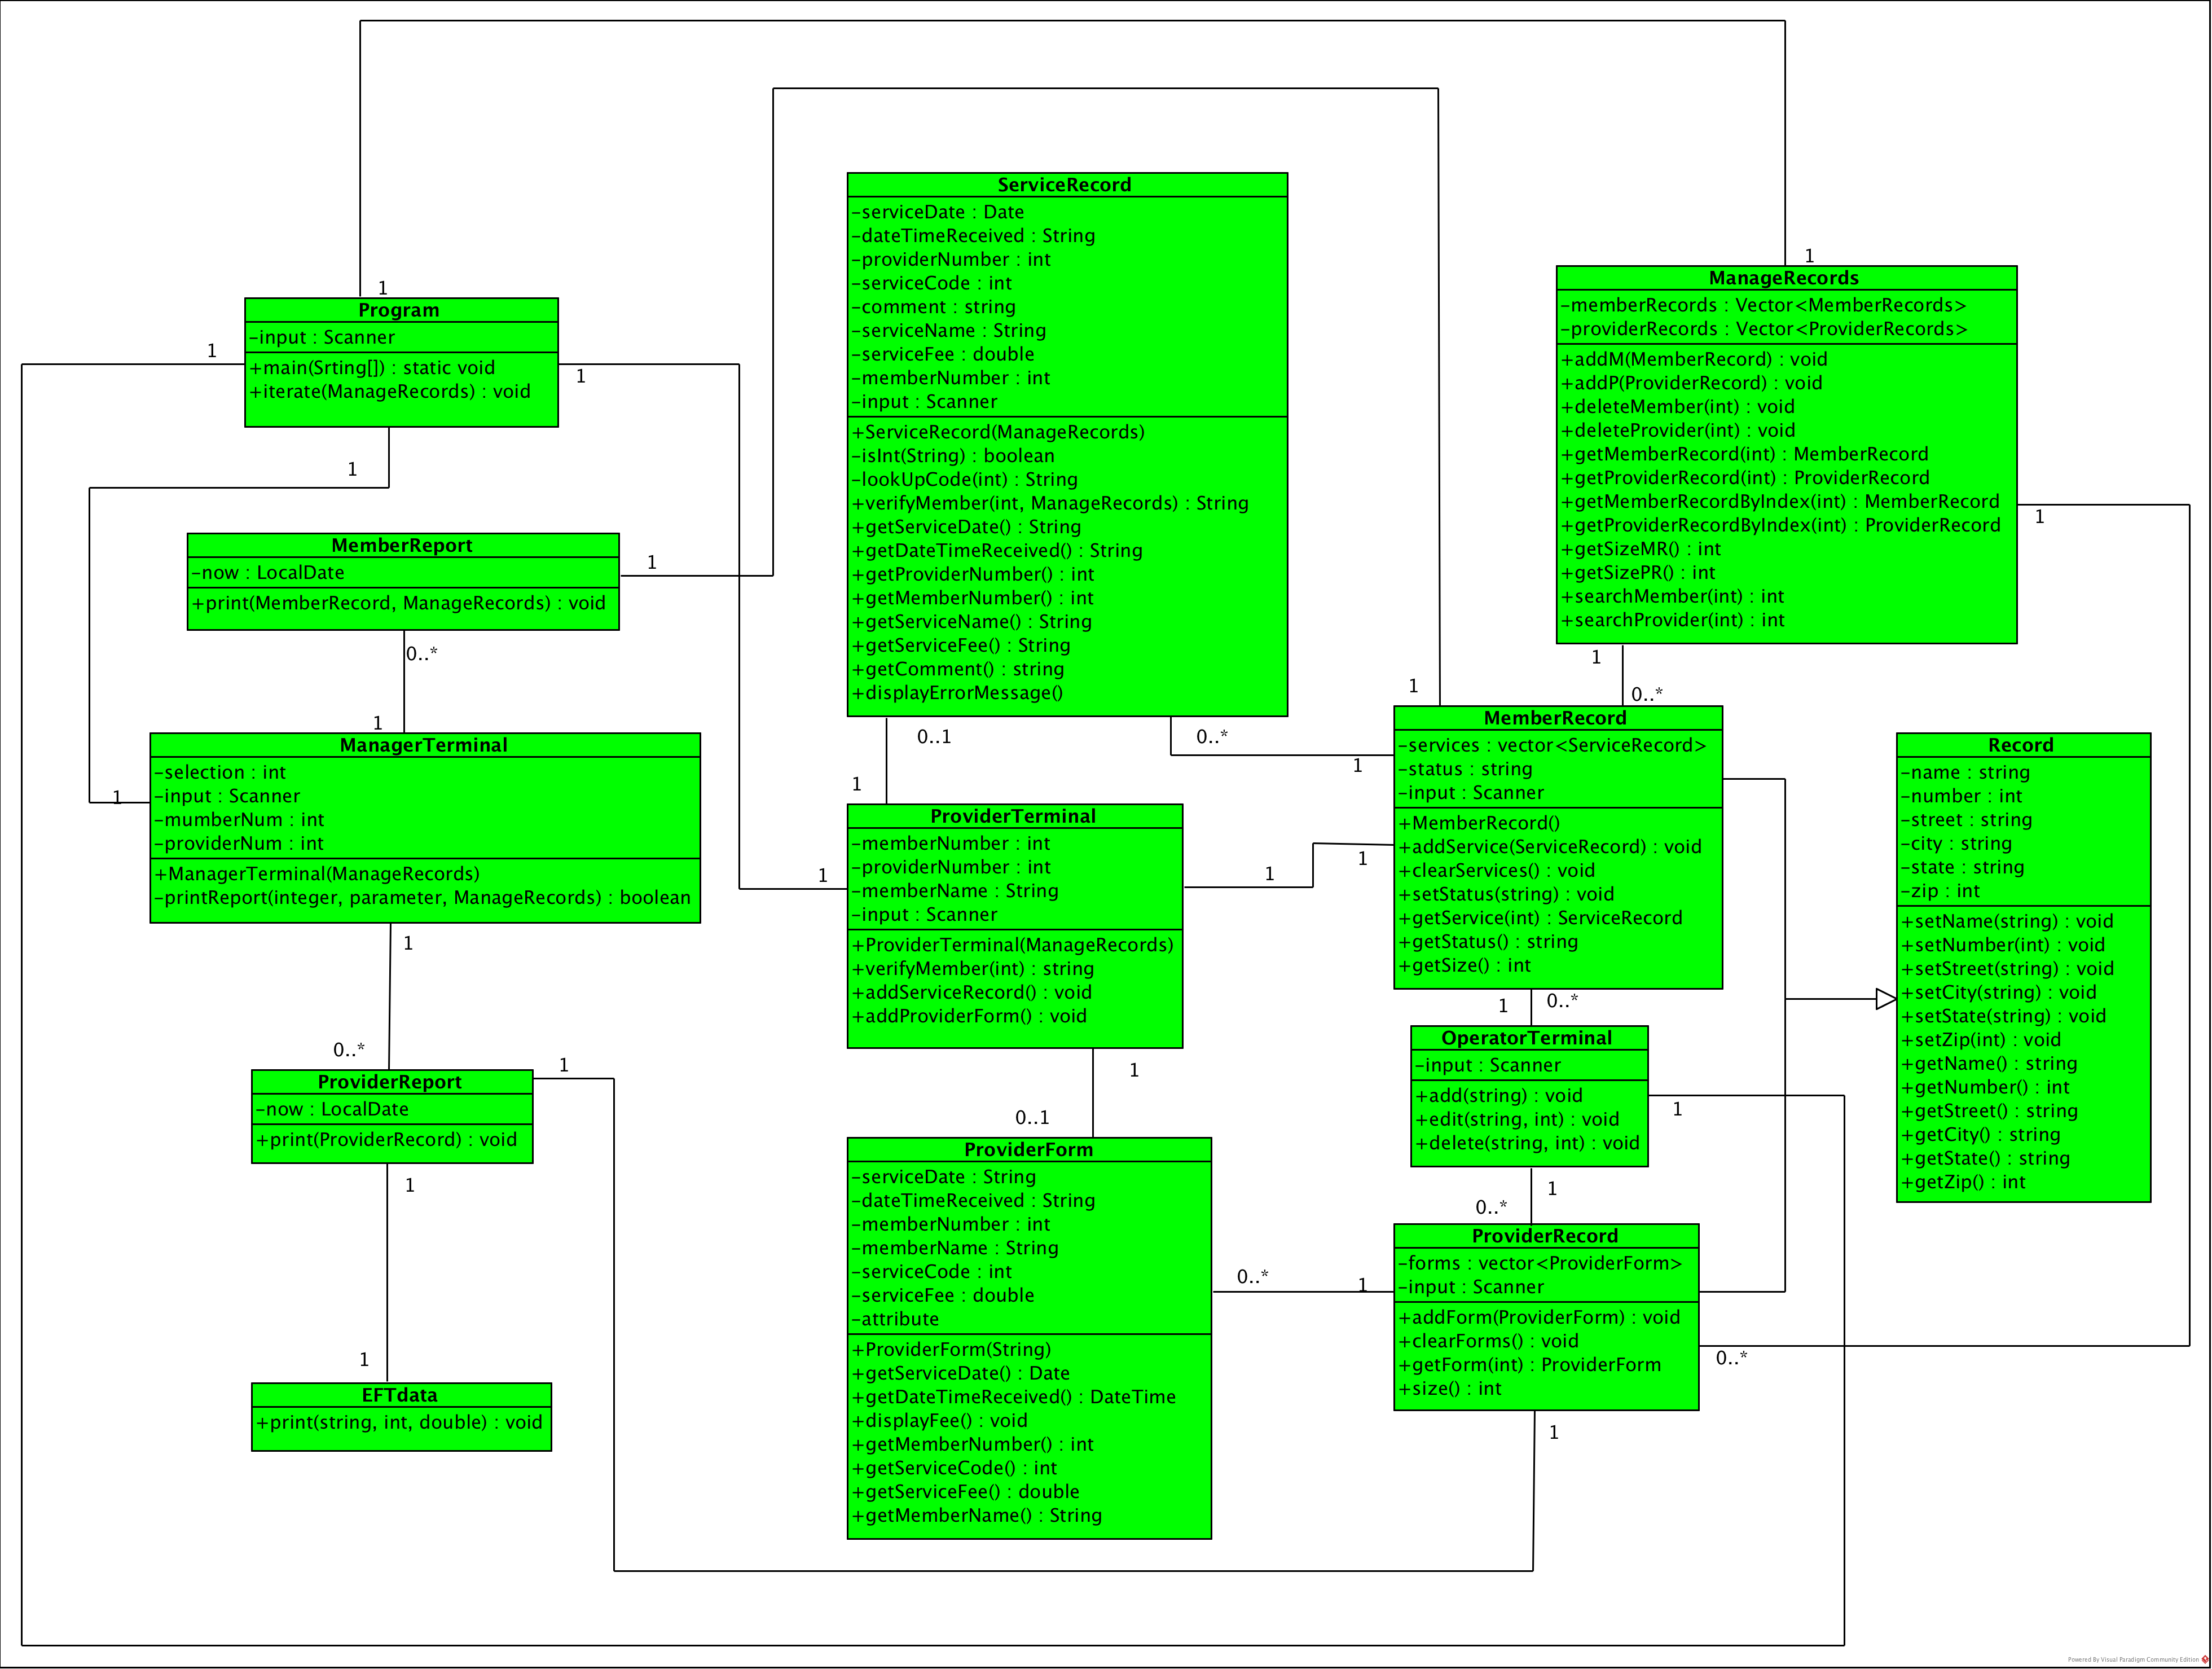 1
1
Program
-input : Scanner
+main(Srting[]) : static void
+iterate(ManageRecords) : void
1
1
1
ServiceRecord
-serviceDate : Date
-dateTimeReceived : String
-providerNumber : int
-serviceCode : int
-comment : string
-serviceName : String
-serviceFee : double
-memberNumber : int
-input : Scanner
+ServiceRecord(ManageRecords)
-isInt(String) : boolean
-lookUpCode(int) : String
+verifyMember(int, ManageRecords) : String
+getServiceDate() : String
+getDateTimeReceived() : String
+getProviderNumber() : int
+getMemberNumber() : int
+getServiceName() : String
+getServiceFee() : String
+getComment() : string
+displayErrorMessage()
ManageRecords
-memberRecords : Vector<MemberRecords>
-providerRecords : Vector<ProviderRecords>
+addM(MemberRecord) : void
+addP(ProviderRecord) : void
+deleteMember(int) : void
+deleteProvider(int) : void
+getMemberRecord(int) : MemberRecord
+getProviderRecord(int) : ProviderRecord
+getMemberRecordByIndex(int) : MemberRecord
+getProviderRecordByIndex(int) : ProviderRecord
+getSizeMR() : int
+getSizePR() : int
+searchMember(int) : int
+searchProvider(int) : int
1
MemberReport
-now : LocalDate
+print(MemberRecord, ManageRecords) : void
1
0..*
1
1
0..*
1
ManagerTerminal
-selection : int
-input : Scanner
-mumberNum : int
-providerNum : int
+ManagerTerminal(ManageRecords)
-printReport(integer, parameter, ManageRecords) : boolean
1
1
0..1
1
0..*
1
MemberRecord
-services : vector<ServiceRecord>
-status : string
-input : Scanner
+MemberRecord()
+addService(ServiceRecord) : void
+clearServices() : void
+setStatus(string) : void
+getService(int) : ServiceRecord
+getStatus() : string
+getSize() : int
Record
-name : string
-number : int
-street : string
-city : string
-state : string
-zip : int
+setName(string) : void
+setNumber(int) : void
+setStreet(string) : void
+setCity(string) : void
+setState(string) : void
+setZip(int) : void
+getName() : string
+getNumber() : int
+getStreet() : string
+getCity() : string
+getState() : string
+getZip() : int
ProviderTerminal
-memberNumber : int
-providerNumber : int
-memberName : String
-input : Scanner
+ProviderTerminal(ManageRecords)
+verifyMember(int) : string
+addServiceRecord() : void
+addProviderForm() : void
1
1
1
1
0..*
OperatorTerminal
-input : Scanner
+add(string) : void
+edit(string, int) : void
+delete(string, int) : void
1
1
0..*
0..*
ProviderReport
-now : LocalDate
+print(ProviderRecord) : void
1
1
1
0..1
ProviderForm
-serviceDate : String
-dateTimeReceived : String
-memberNumber : int
-memberName : String
-serviceCode : int
-serviceFee : double
-attribute
+ProviderForm(String)
+getServiceDate() : Date
+getDateTimeReceived() : DateTime
+displayFee() : void
+getMemberNumber() : int
+getServiceCode() : int
+getServiceFee() : double
+getMemberName() : String
0..*
1
ProviderRecord
-forms : vector<ProviderForm>
-input : Scanner
+addForm(ProviderForm) : void
+clearForms() : void
+getForm(int) : ProviderForm
+size() : int
0..*
1
1
EFTdata
+print(string, int, double) : void
Powered By Visual Paradigm Community Edition